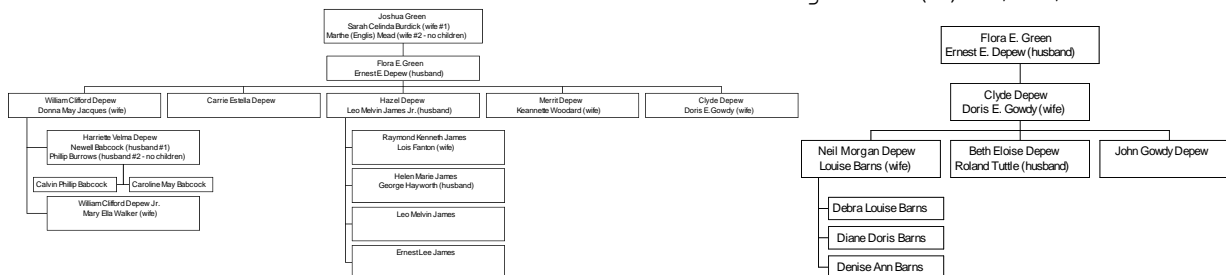 Joshua Green
Sarah Celinda Burdick (wife #1)
Marthe (Englis) Mead (wife #2 - no children)
Flora E. Green
Ernest E. Depew (husband)
William Clifford Depew
Donna May Jacques (wife)
Carrie Estella Depew
Hazel Depew
Leo Melvin James Jr. (husband)
Merrit Depew
Keannette Woodard (wife)
Clyde Depew
Doris E. Gowdy (wife)
Harriette Velma Depew
Newell Babcock (husband #1)
Philip Burrows (husband #2 - no children)
Calvin Phillip Babcock
Caroline May Babcock
William Clifford Depew Jr.
Mary Ella Walker (wife)
Raymond Kenneth James
Lois Fanton (wife)
Helen Marie James
George Hayworth (husband)
Leo Melvin James
Ernest Lee James
Flora E. Green
Ernest E. Depew (husband)
Clyde Depew
Doris E. Gowdy (wife)
Neil Morgan Depew
Louise Barns (wife)
Beth Eloise Depew
Roland Tuttle (husband)
John Gowdy Depew
Debra Louise Barns
Diane Doris Barns
Denise Ann Barns